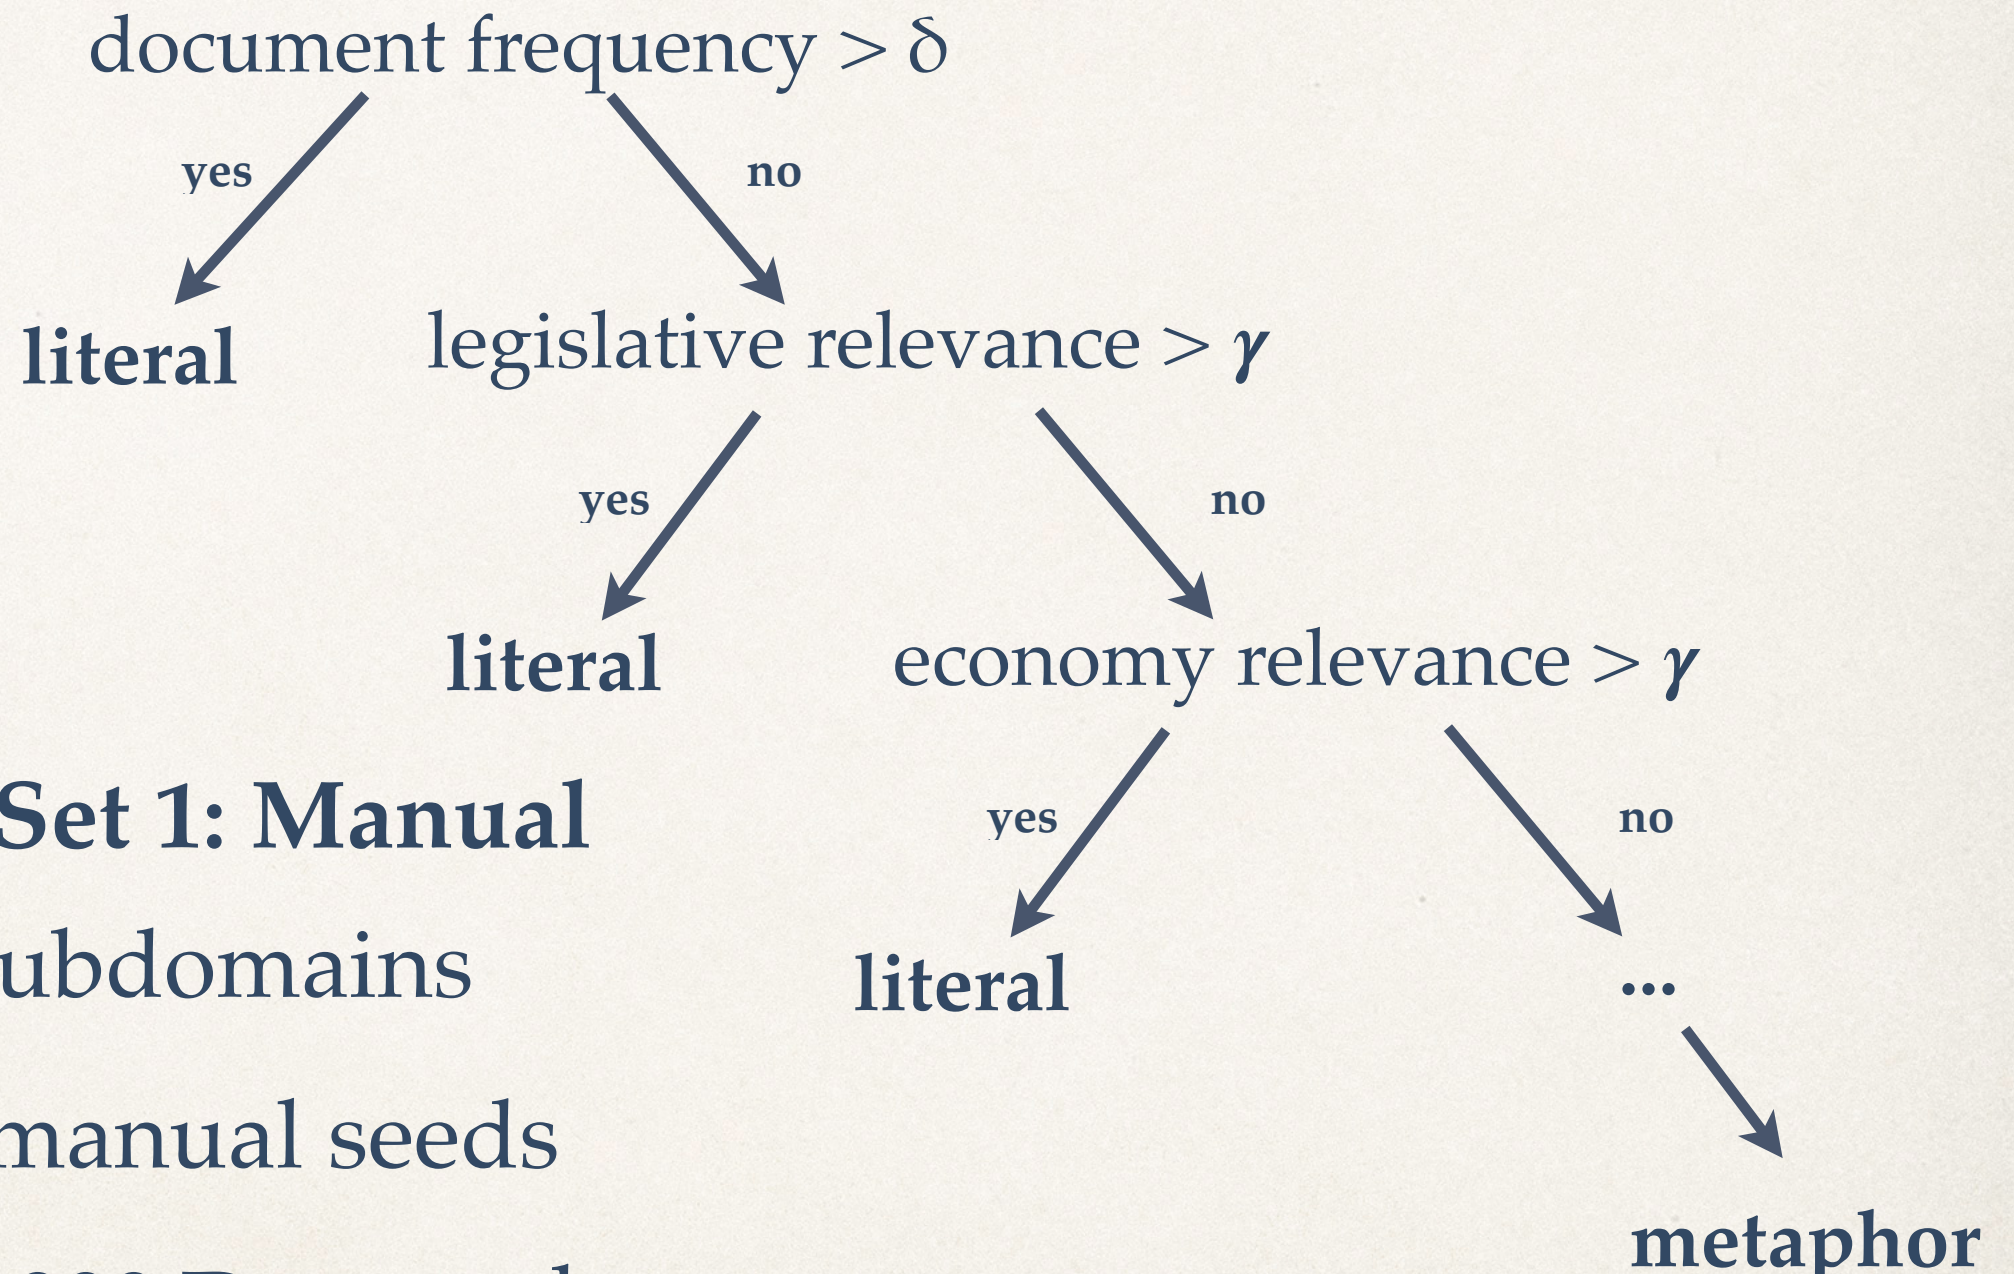 document frequency > δ
yes
no
literal
legislative relevance > γ
yes
no
literal
economy relevance > γ
Set 1: Manual
yes
no
ubdomains
literal
...
manual seeds
metaphor